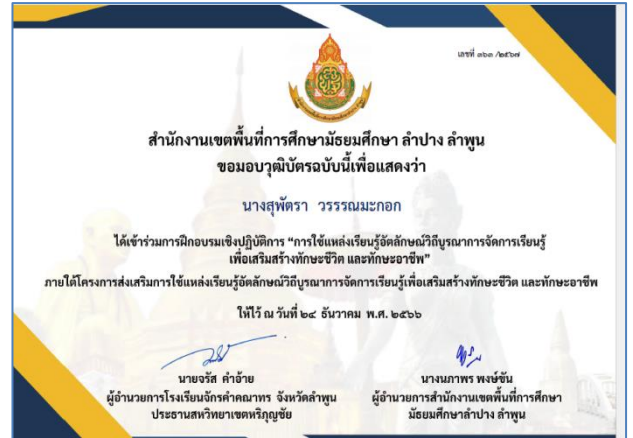 เลขที่ ๓๖๓ /๒๕๖๗
สำนักงานเขตพื้นที่การศึกษามัธยมศึกษา ลำปาง ลำพูน
ขอมอบวุฒิบัตรฉบับนี้เพื่อแสดงว่า
นางสุพัตรา วรรรณมะกอก
ได้เข้าร่วมการฝึกอบรมเชิงปฏิบัติการ “การใช้แหล่งเรียนรู้อัตลักษณ์วิถีบูรณาการจัดการเรียนรู้
เพื่อเสริมสร้างทักษะชีวิต และทักษะอาชีพ”
ภายใต้โครงการส่งเสริมการใช้แหล่งเรียนรู้อัตลักษณ์วิถีบูรณาการจัดการเรียนรู้เพื่อเสริมสร้างทักษะชีวิต และทักษะอาชีพ
ให้ไว้ ณ วันที่ ๒๔ ธันวาคม พ.ศ. ๒๕๖๖
นายจรัส คำอ้าย
ผู้อำนวยการโรงเรียนจักรคำคณาทร จังหวัดลำพูน
ประธานสหวิทยาเขตหริภุญชัย
นางนภาพร พงษ์ขัน
ผู้อำนวยการสำนักงานเขตพื้นที่การศึกษา
มัธยมศึกษาลำปาง ลำพูน